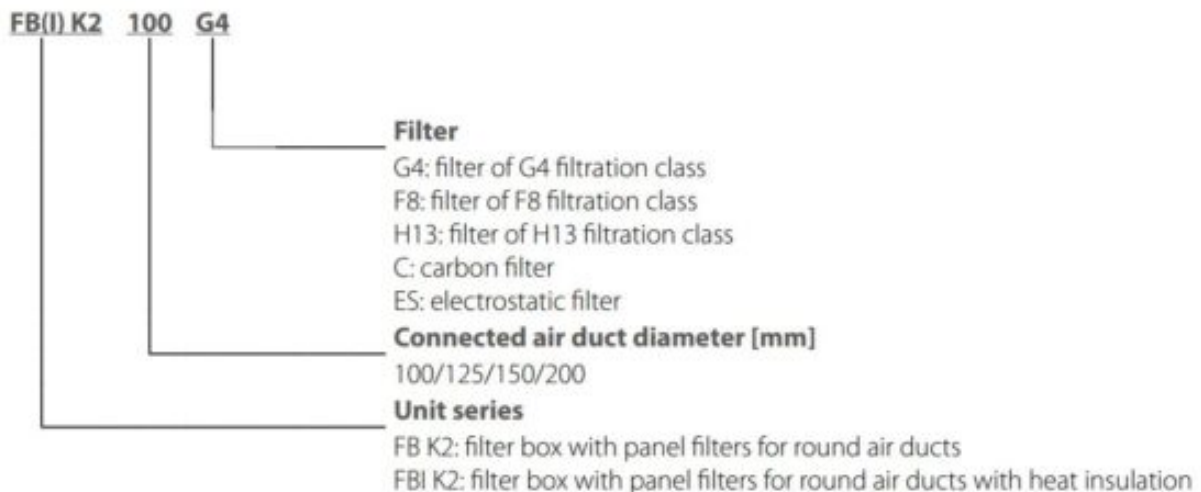 FB(I) K2 100 G4
Filter
G4: filter of G4 filtration class
F8: filter of F8 filtration class
H13: filter of H13 filtration class
C: carbon filter
ES: electrostatic filter
Connected air duct diameter [mm]
100/125/150/200
Unit series
FB K2: filter box with panel filters for round air ducts
FBI K2: filter box with panel filters for round air ducts with heat insulation